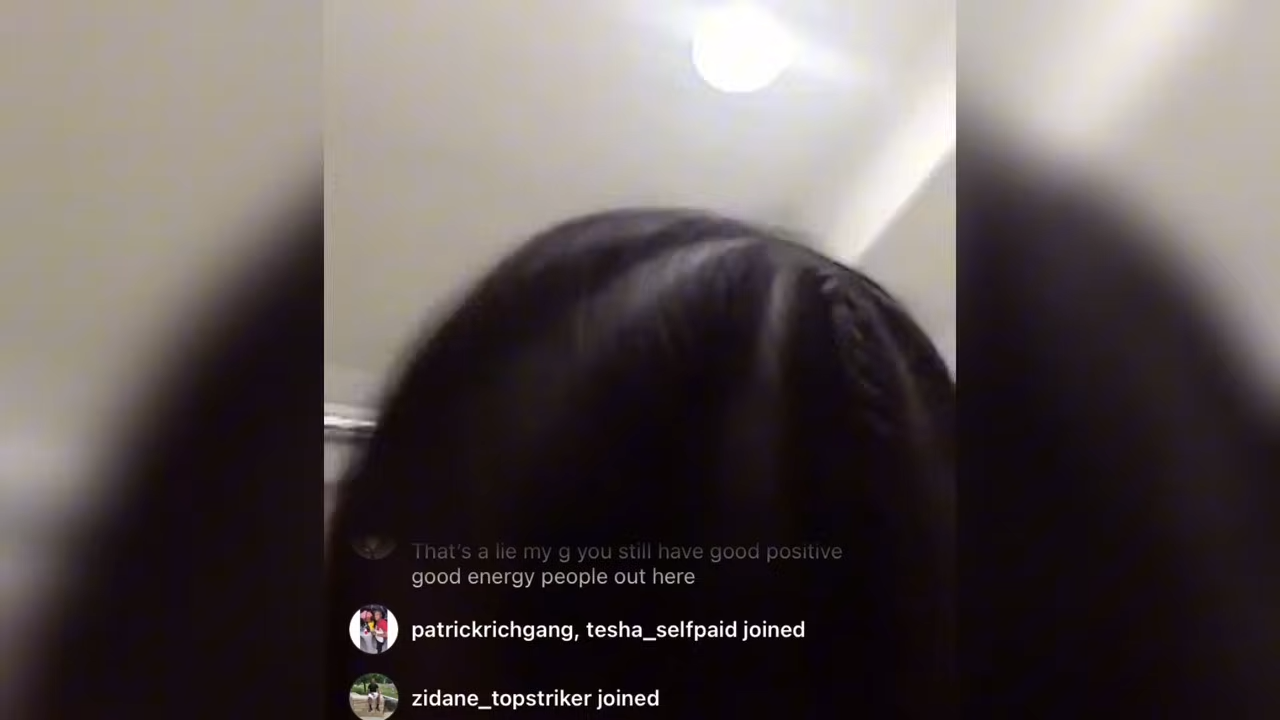 That's a lie my g you still have good positive
good energy people out here
patrickrichgang, tesha_selfpaid joined
zidane_topstriker joined